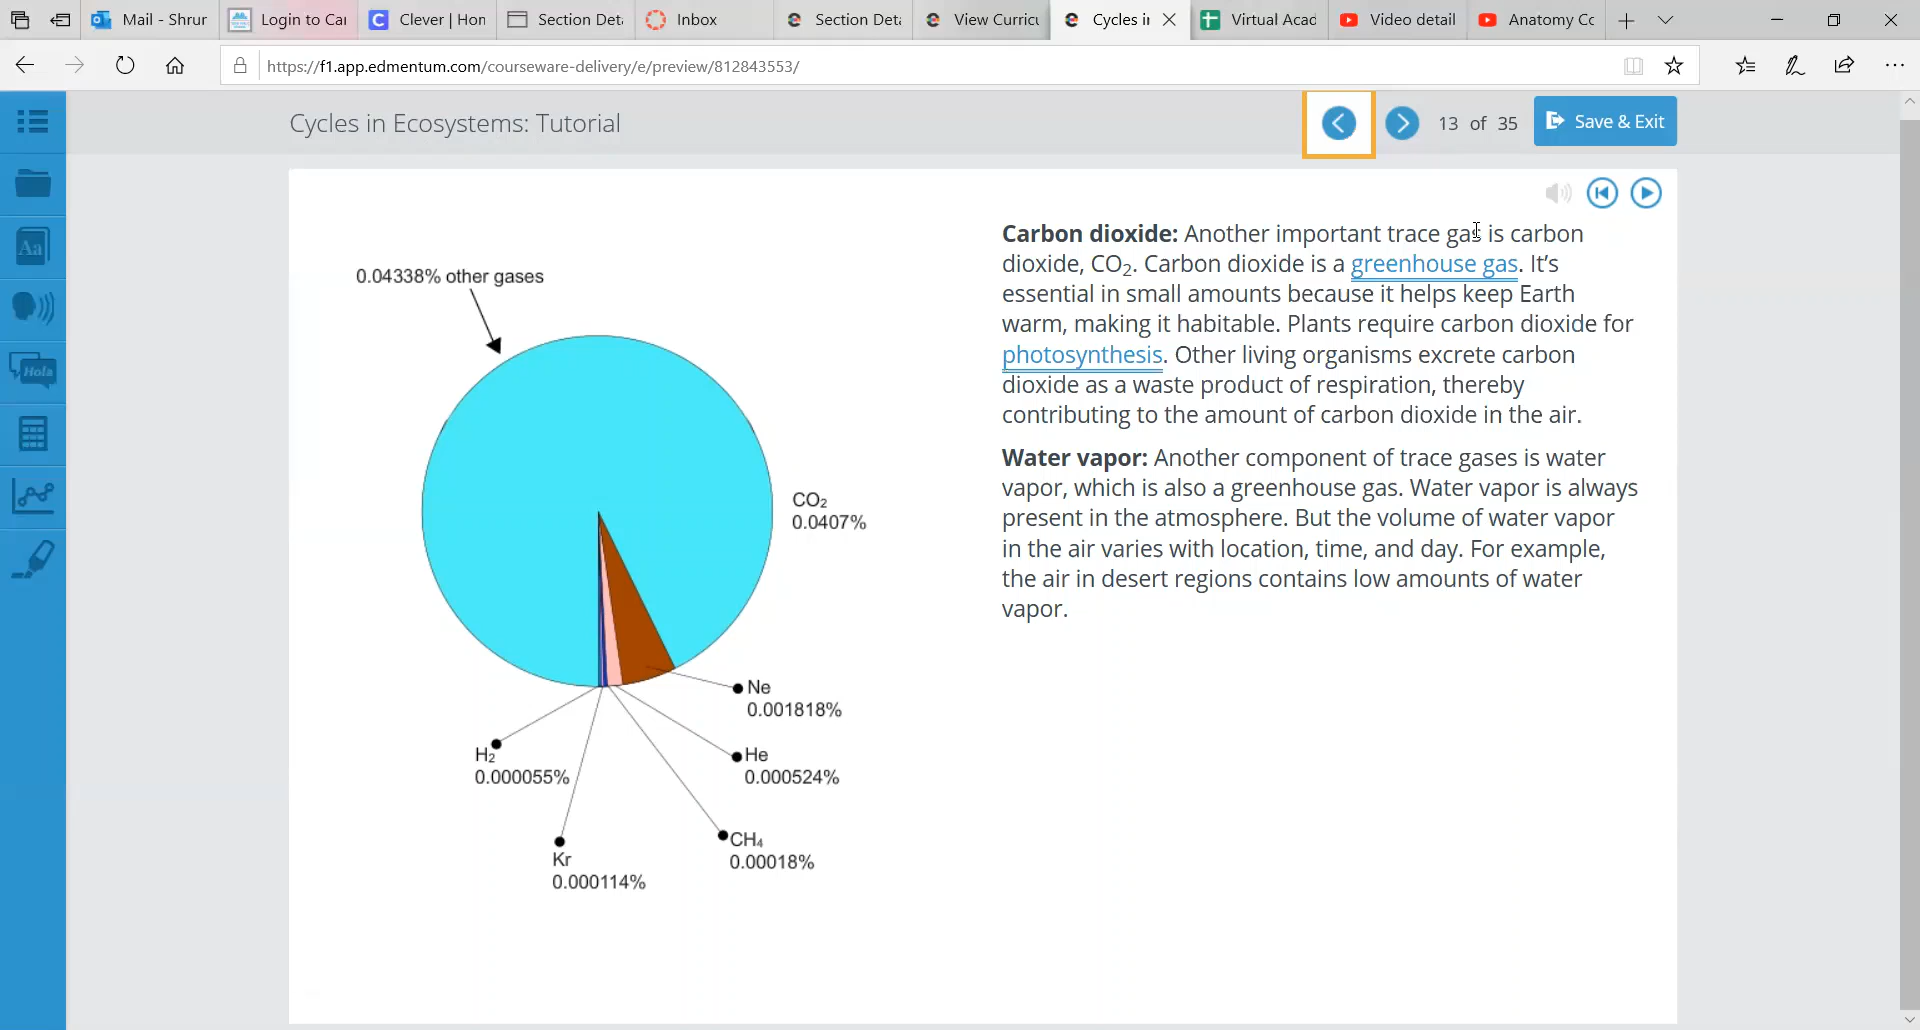 Mail - Shrur
Login to Car
Clever | Hon
Section Deta
Inbox
Section Deta
View Curricu
Cycles in
Virtual Acad
Video detail
Anatomy Co
https://f1.app.edmentum.com/courseware-delivery/e/preview/812843553/
Cycles in Ecosystems: Tutorial
13 of 35
Save & Exit
Aa
Hola
0.04338% other gases
CO₂
0.0407%
Ne
0.001818%
He
0.000524%
H₂
0.000055%
CH₄
0.00018%
Kr
0.000114%
Carbon dioxide: Another important trace gas is carbon
dioxide, CO₂. Carbon dioxide is a greenhouse gas. It’s
essential in small amounts because it helps keep Earth
warm, making it habitable. Plants require carbon dioxide for
photosynthesis. Other living organisms excrete carbon
dioxide as a waste product of respiration, thereby
contributing to the amount of carbon dioxide in the air.
Water vapor: Another component of trace gases is water
vapor, which is also a greenhouse gas. Water vapor is always
present in the atmosphere. But the volume of water vapor
in the air varies with location, time, and day. For example,
the air in desert regions contains low amounts of water
vapor.